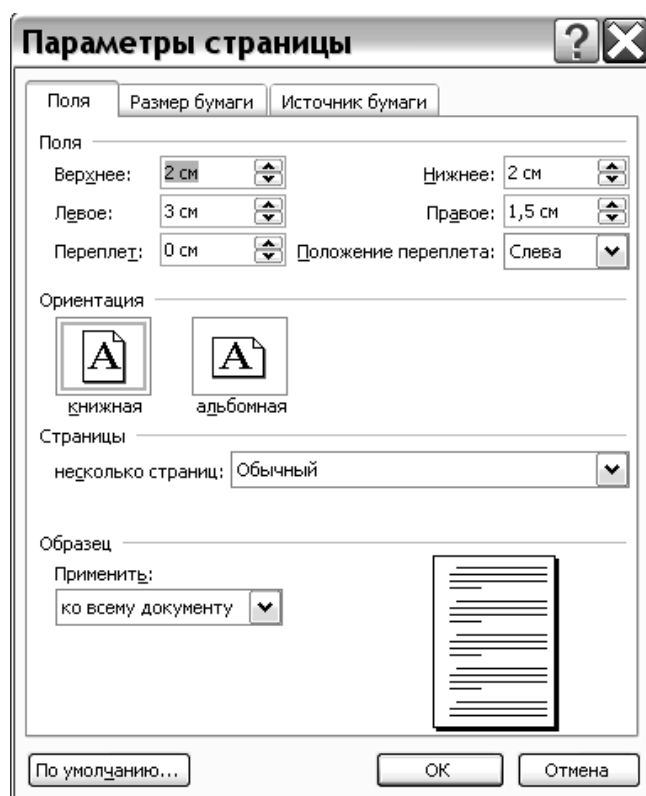 Параметры страницы
Поля Размер бумаги Источник бумаги
Поля
Верхнее: 2 см Нижнее: 2 см
Левое: 3 см Правое: 1,5 см
Переплет: 0 см Положение переплета: Слева
Ориентация
A A
книжная альбомная
Страницы
несколько страниц: Обычный
Образец
Применить:
ко всему документу
По умолчанию... ОК Отмена